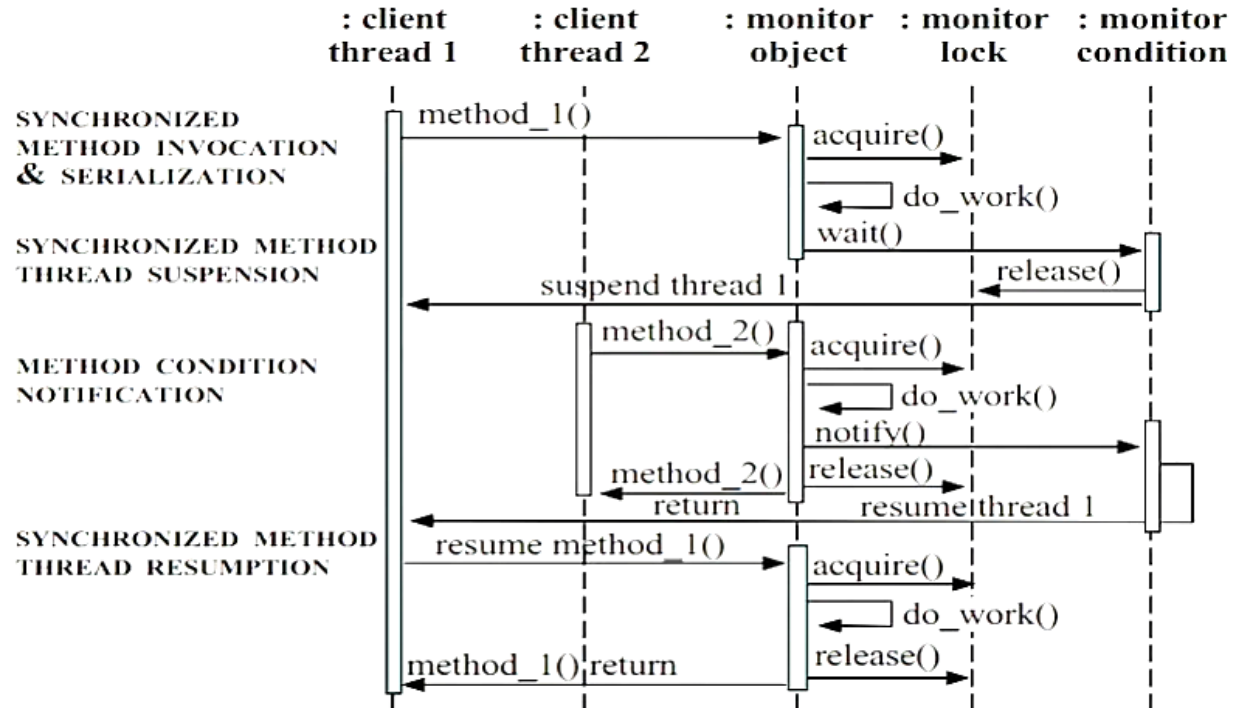 : client
thread 1
: client
thread 2
: monitor
object
: monitor
lock
: monitor
condition
SYNCHRONIZED
METHOD INVOCATION
& SERIALIZATION
method_1()
acquire()
do_work()
SYNCHRONIZED METHOD
THREAD SUSPENSION
wait()
release()
suspend thread 1
METHOD CONDITION
NOTIFICATION
method_2()
acquire()
do_work()
notify()
method_2()
return
release()
resume thread 1
SYNCHRONIZED METHOD
THREAD RESUMPTION
resume method_1()
acquire()
do_work()
release()
method_1() return